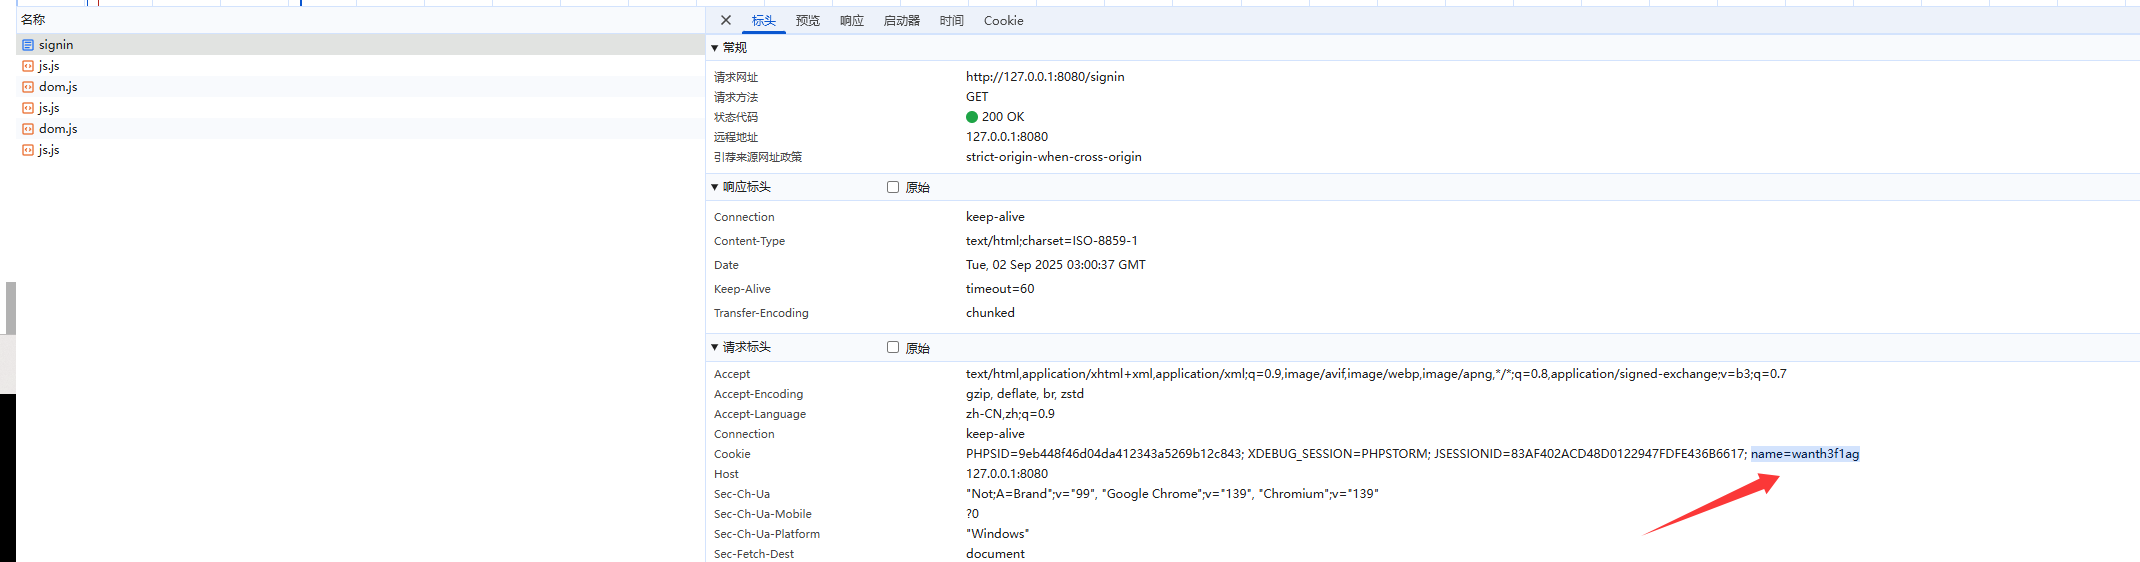 名称
signin
js.js
dom.js
js.js
dom.js
js.js
标头 预览 响应 启动器 时间 Cookie
常规
请求网址 http://127.0.0.1:8080/signin
请求方法 GET
状态代码 200 OK
远程地址 127.0.0.1:8080
引荐来源网址政策 strict-origin-when-cross-origin
响应标头 原始
Connection keep-alive
Content-Type text/html;charset=ISO-8859-1
Date Tue, 02 Sep 2025 03:00:37 GMT
Keep-Alive timeout=60
Transfer-Encoding chunked
请求标头 原始
Accept text/html,application/xhtml+xml,application/xml;q=0.9,image/avif,image/webp,image/apng,*/*;q=0.8,application/signed-exchange;v=b3;q=0.7
Accept-Encoding gzip, deflate, br, zstd
Accept-Language zh-CN,zh;q=0.9
Connection keep-alive
Cookie PHPSID=9eb448f46d04da412343a5269b12c843; XDEBUG_SESSION=PHPSTORM; JSESSIONID=83AF402ACD48D0122947FDFE436B6617; name=wanth3f1ag
Host 127.0.0.1:8080
Sec-Ch-Ua "Not;A=Brand";v="99", "Google Chrome";v="139", "Chromium";v="139"
Sec-Ch-Ua-Mobile ?0
Sec-Ch-Ua-Platform "Windows"
Sec-Fetch-Dest document